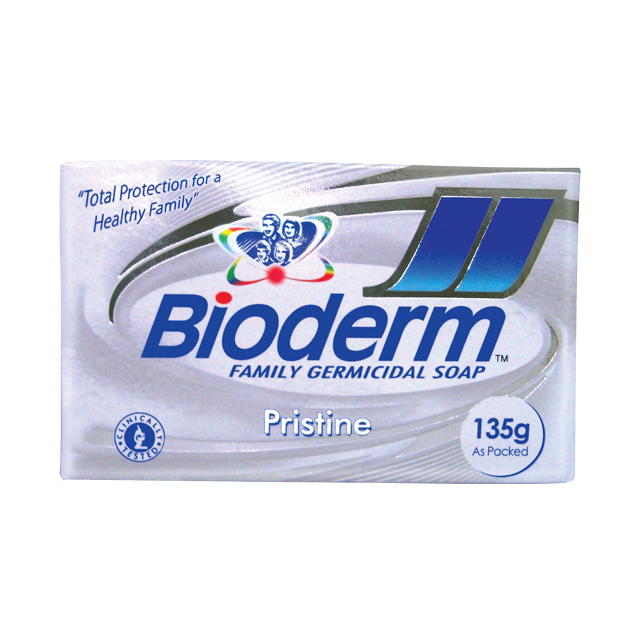 "Total Protection for a
Healthy Family"
Bioderm™
FAMILY GERMICIDAL SOAP
Pristine
CLINICALLY
TESTED
135g
As Packed